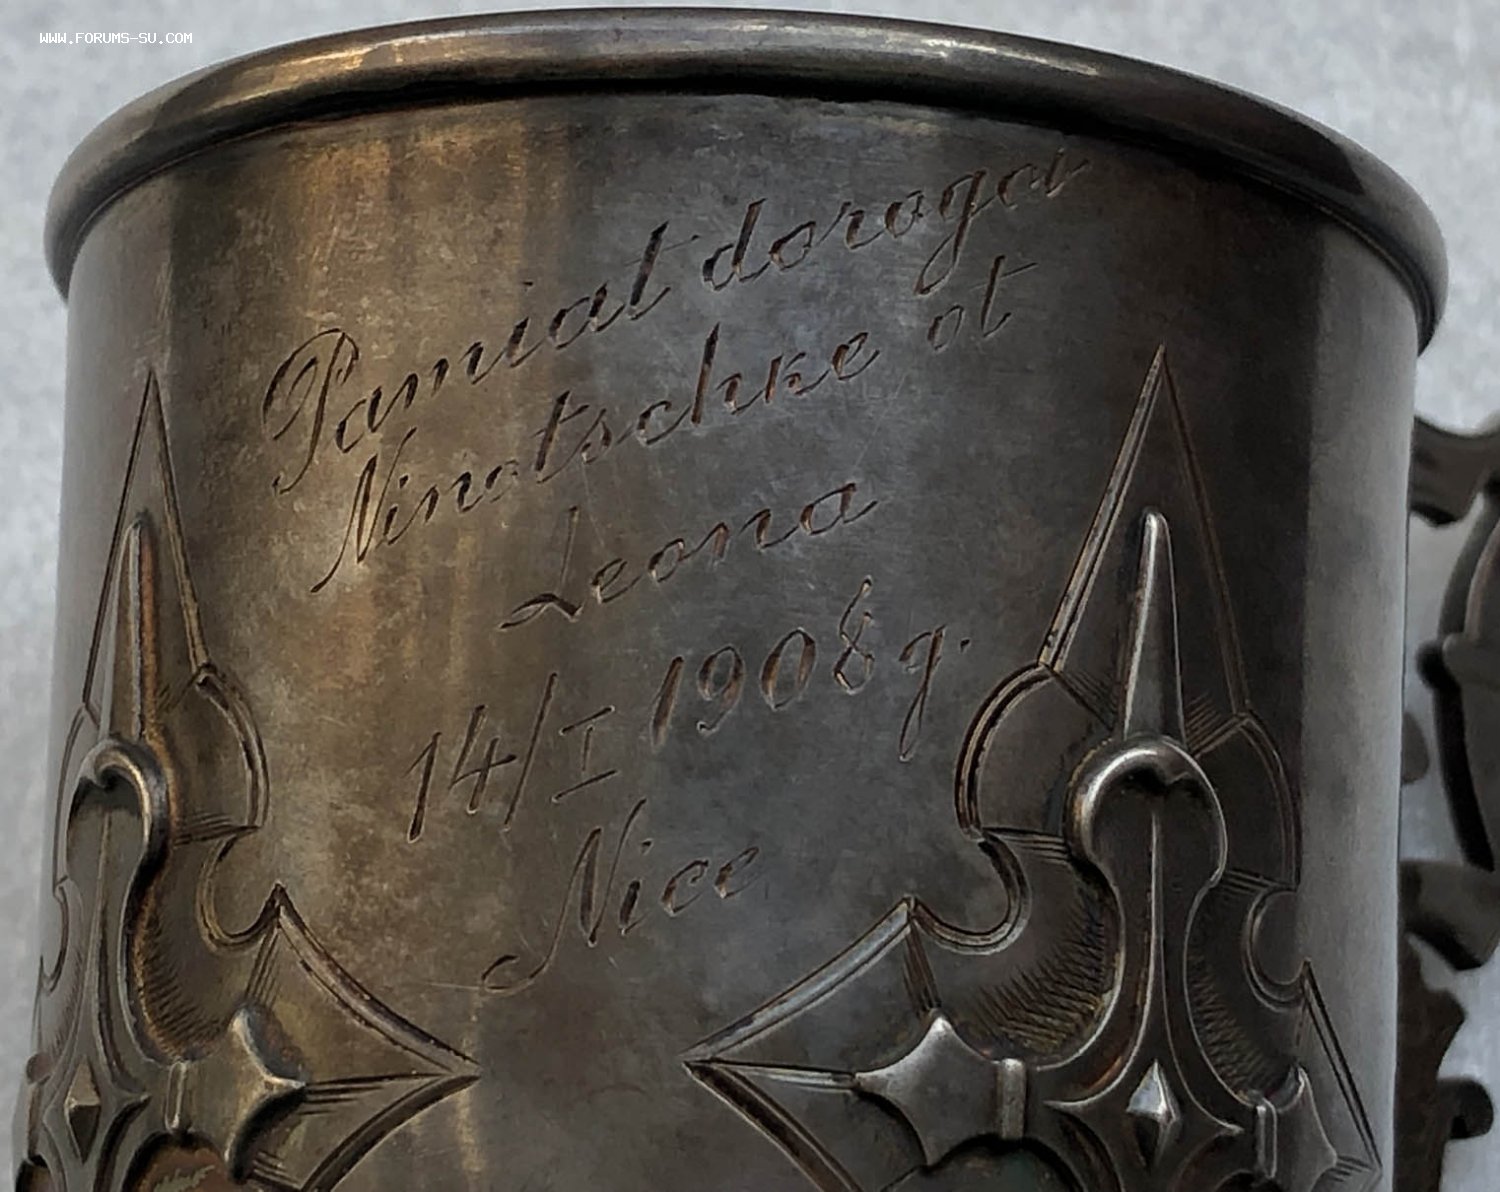 WWW.FORUMS-SU.COM
Pamiat dorogoi
Ninotschke ot
Leona
14/I 1908 g.
Nice